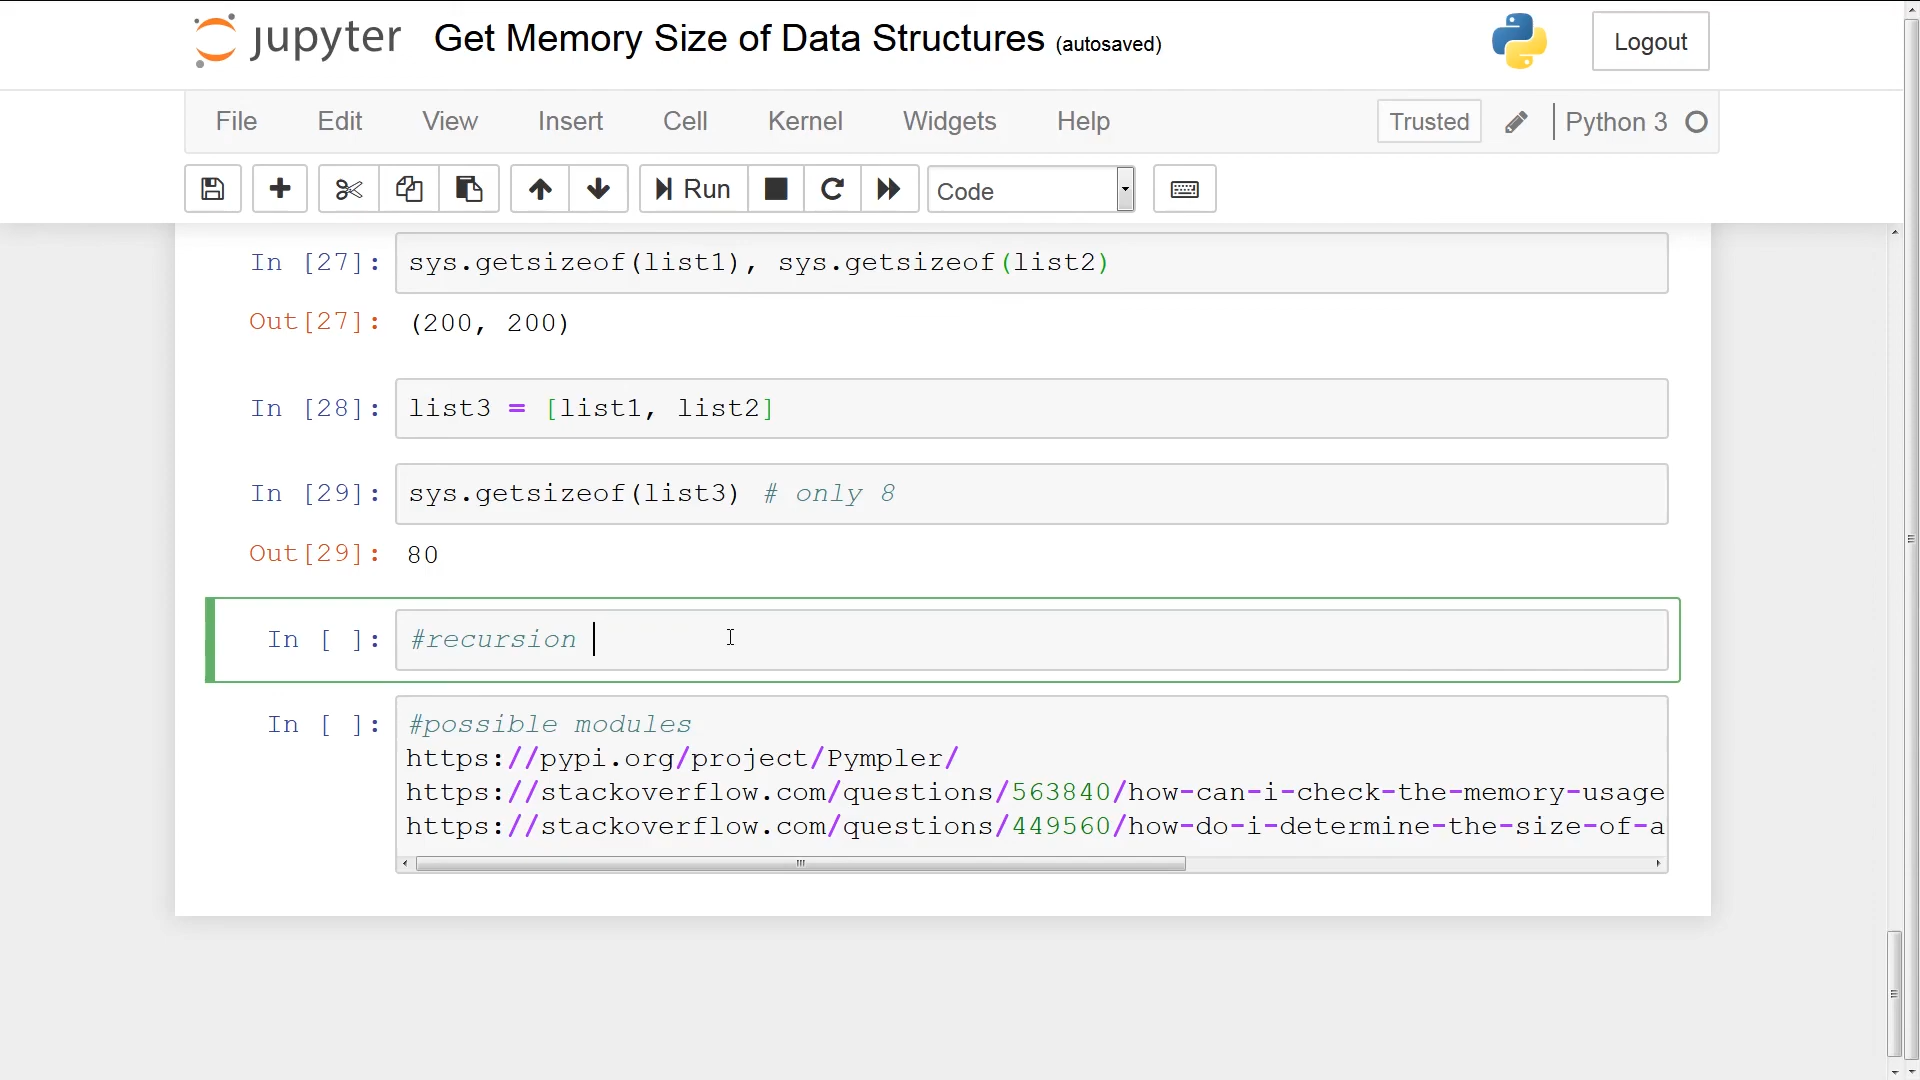 jupyter Get Memory Size of Data Structures (autosaved) Logout
File Edit View Insert Cell Kernel Widgets Help Trusted Python 3
Run Code
In [27]: sys.getsizeof(list1), sys.getsizeof(list2)
Out[27]: (200, 200)
In [28]: list3 = [list1, list2]
In [29]: sys.getsizeof(list3) # only 8
Out[29]: 80
In [ ]: #recursion
In [ ]: #possible modules
https://pypi.org/project/Pympler/
https://stackoverflow.com/questions/563840/how-can-i-check-the-memory-usage
https://stackoverflow.com/questions/449560/how-do-i-determine-the-size-of-a